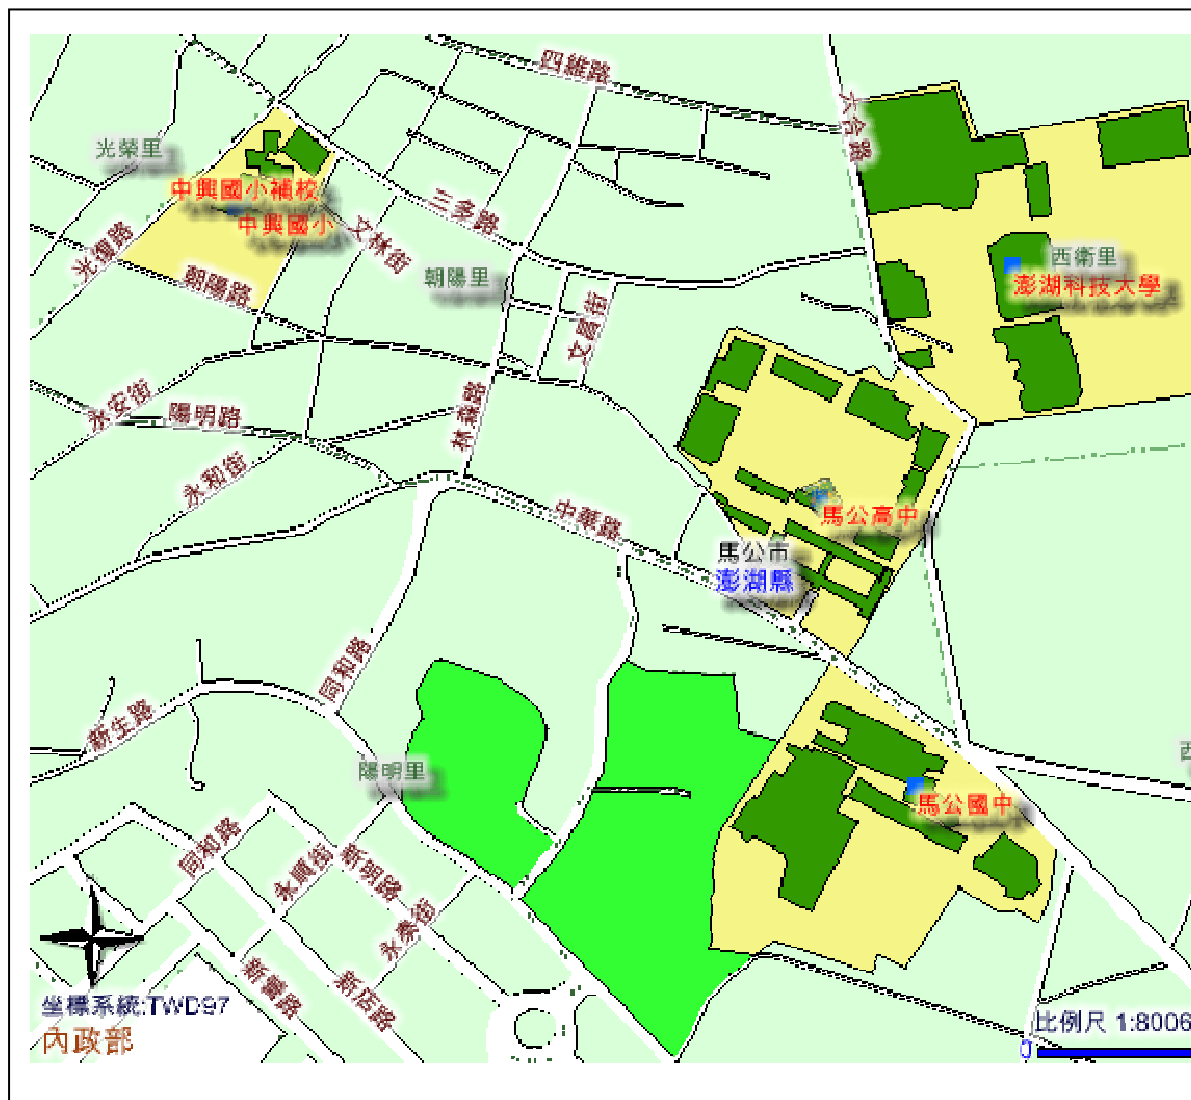 四維路
六合路
光榮里
中興國小補校
中興國小
三多路
文林街
光復路
朝陽路
朝陽里
西衛里
澎湖科技大學
文昌街
永安街
陽明路
林森路
永和街
中華路
馬公高中
馬公市
澎湖縣
同和路
新生路
陽明里
西
馬公國中
同和路
永興街
新明路
永泰街
新店路
坐標系統:TWD97
內政部
比例尺 1:8006
0